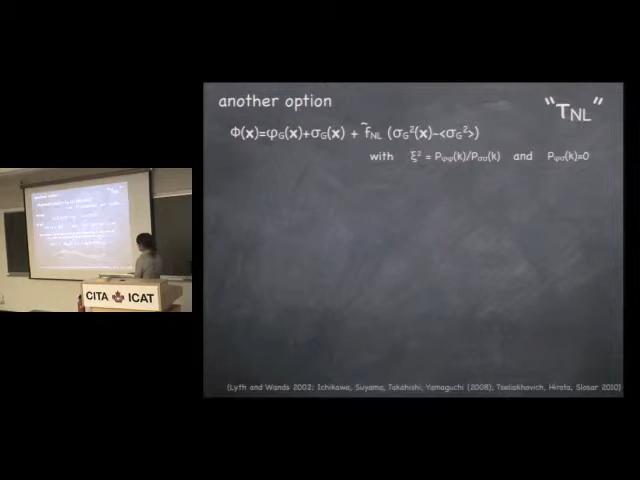 another option
"τNL"
Φ(x)=φG(x)+σG(x) + f̃NL (σG²(x)-<σG²>)
with ξ² = Pφφ(k)/Pσσ(k) and Pφσ(k)=0
CITA ICAT
(Lyth and Wands 2002; Ichikawa, Suyama, Takahishi, Yamaguchi (2008); Tseliakhovich, Hirata, Slosar 2010)